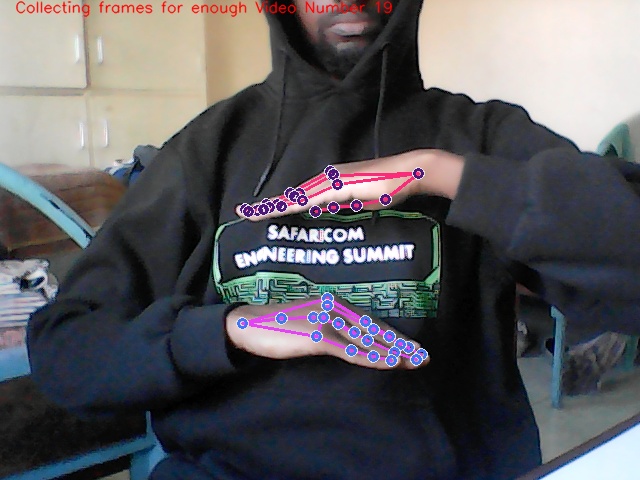 Collecting frames for enough Video Number 19
SAFARICOM
ENGINEERING SUMMIT